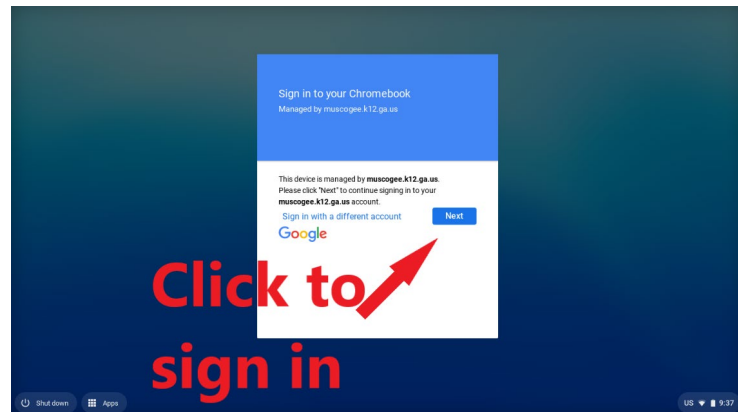 Sign in to your Chromebook
Managed by muscogee.k12.ga.us
This device is managed by muscogee.k12.ga.us.
Please click "Next" to continue signing in to your
muscogee.k12.ga.us account.
Sign in with a different account
Next
Google
Click to
sign in
Shut down
Apps
US
9:37